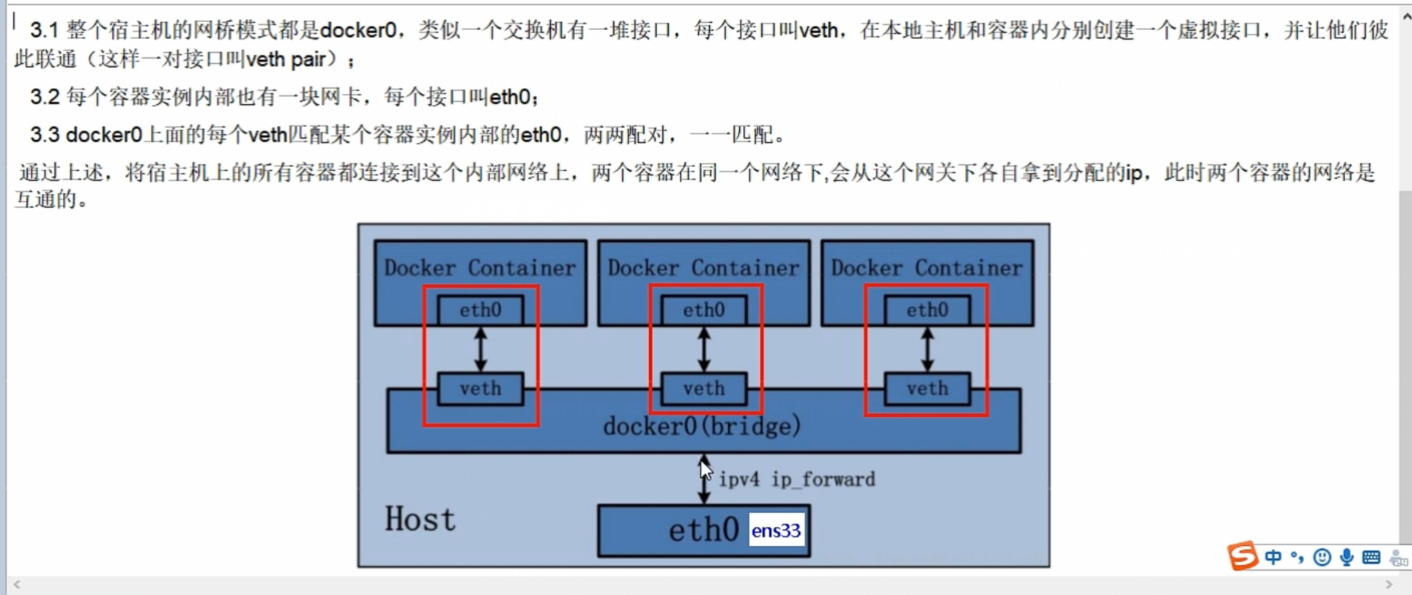 3.1 整个宿主机的网桥模式都是docker0，类似一个交换机有一堆接口，每个接口叫veth，在本地主机和容器内分别创建一个虚拟接口，并让他们彼
此联通（这样一对接口叫veth pair）；
3.2 每个容器实例内部也有一块网卡，每个接口叫eth0；
3.3 docker0上面的每个veth匹配某个容器实例内部的eth0，两两配对，一一匹配。
通过上述，将宿主机上的所有容器都连接到这个内部网络上，两个容器在同一个网络下,会从这个网关下各自拿到分配的ip，此时两个容器的网络是
互通的。
Docker Container
Docker Container
Docker Container
eth0
eth0
eth0
veth
veth
veth
docker0(bridge)
ipv4 ip_forward
Host
eth0 ens33
S 中